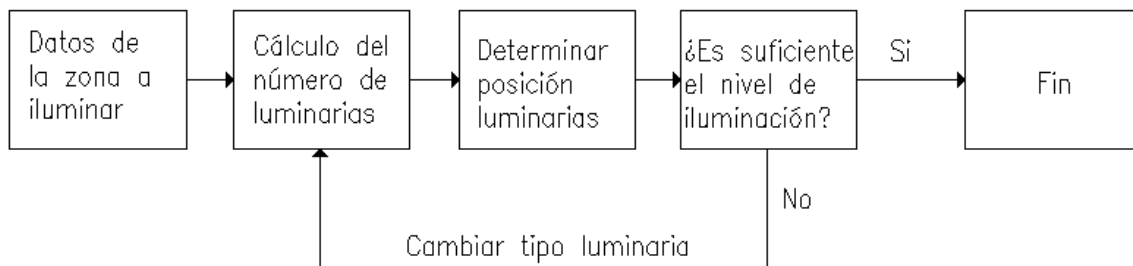 Datos de
la zona a
iluminar
Cálculo del
número de
luminarias
Determinar
posición
luminarias
¿Es suficiente
el nivel de
iluminación?
Si
Fin
No
Cambiar tipo luminaria